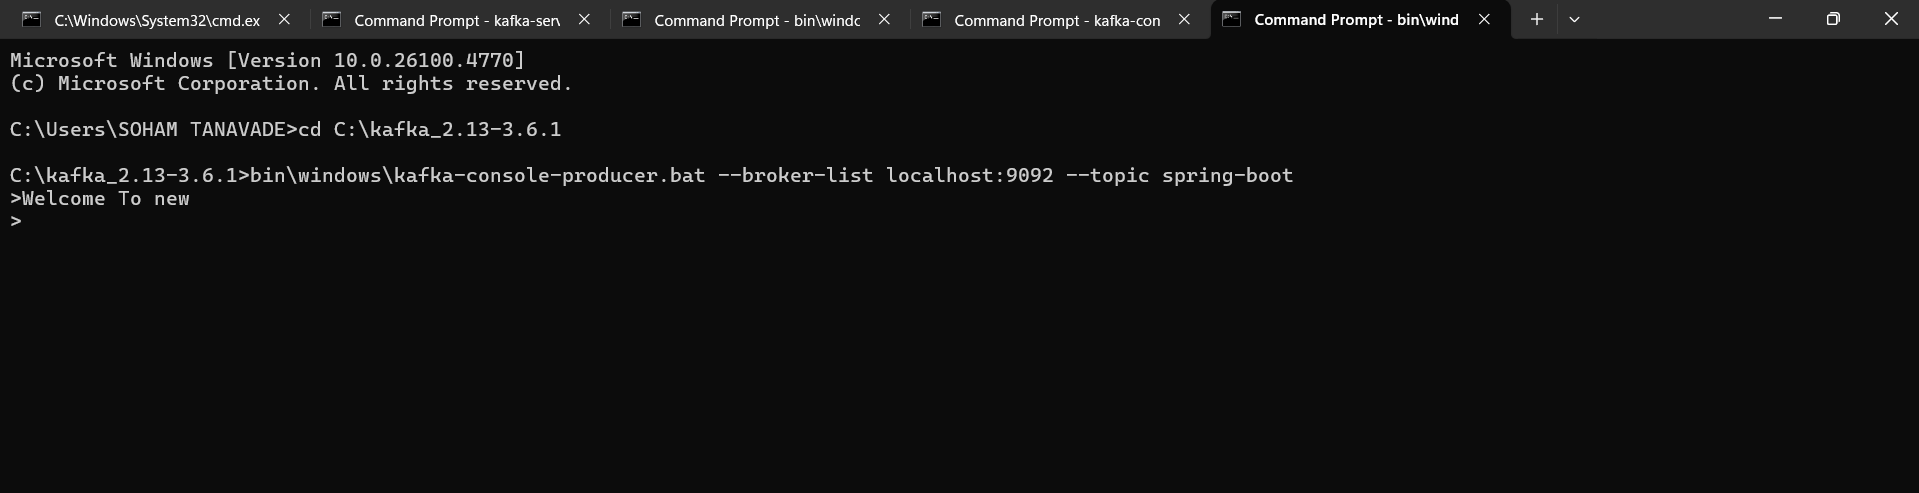 C:\Windows\System32\cmd.ex
Command Prompt - kafka-serv
Command Prompt - bin\windo
Command Prompt - kafka-con
Command Prompt - bin\wind
Microsoft Windows [Version 10.0.26100.4770]
(c) Microsoft Corporation. All rights reserved.
C:\Users\SOHAM TANAVADE>cd C:\kafka_2.13-3.6.1
C:\kafka_2.13-3.6.1>bin\windows\kafka-console-producer.bat --broker-list localhost:9092 --topic spring-boot
>Welcome To new
>